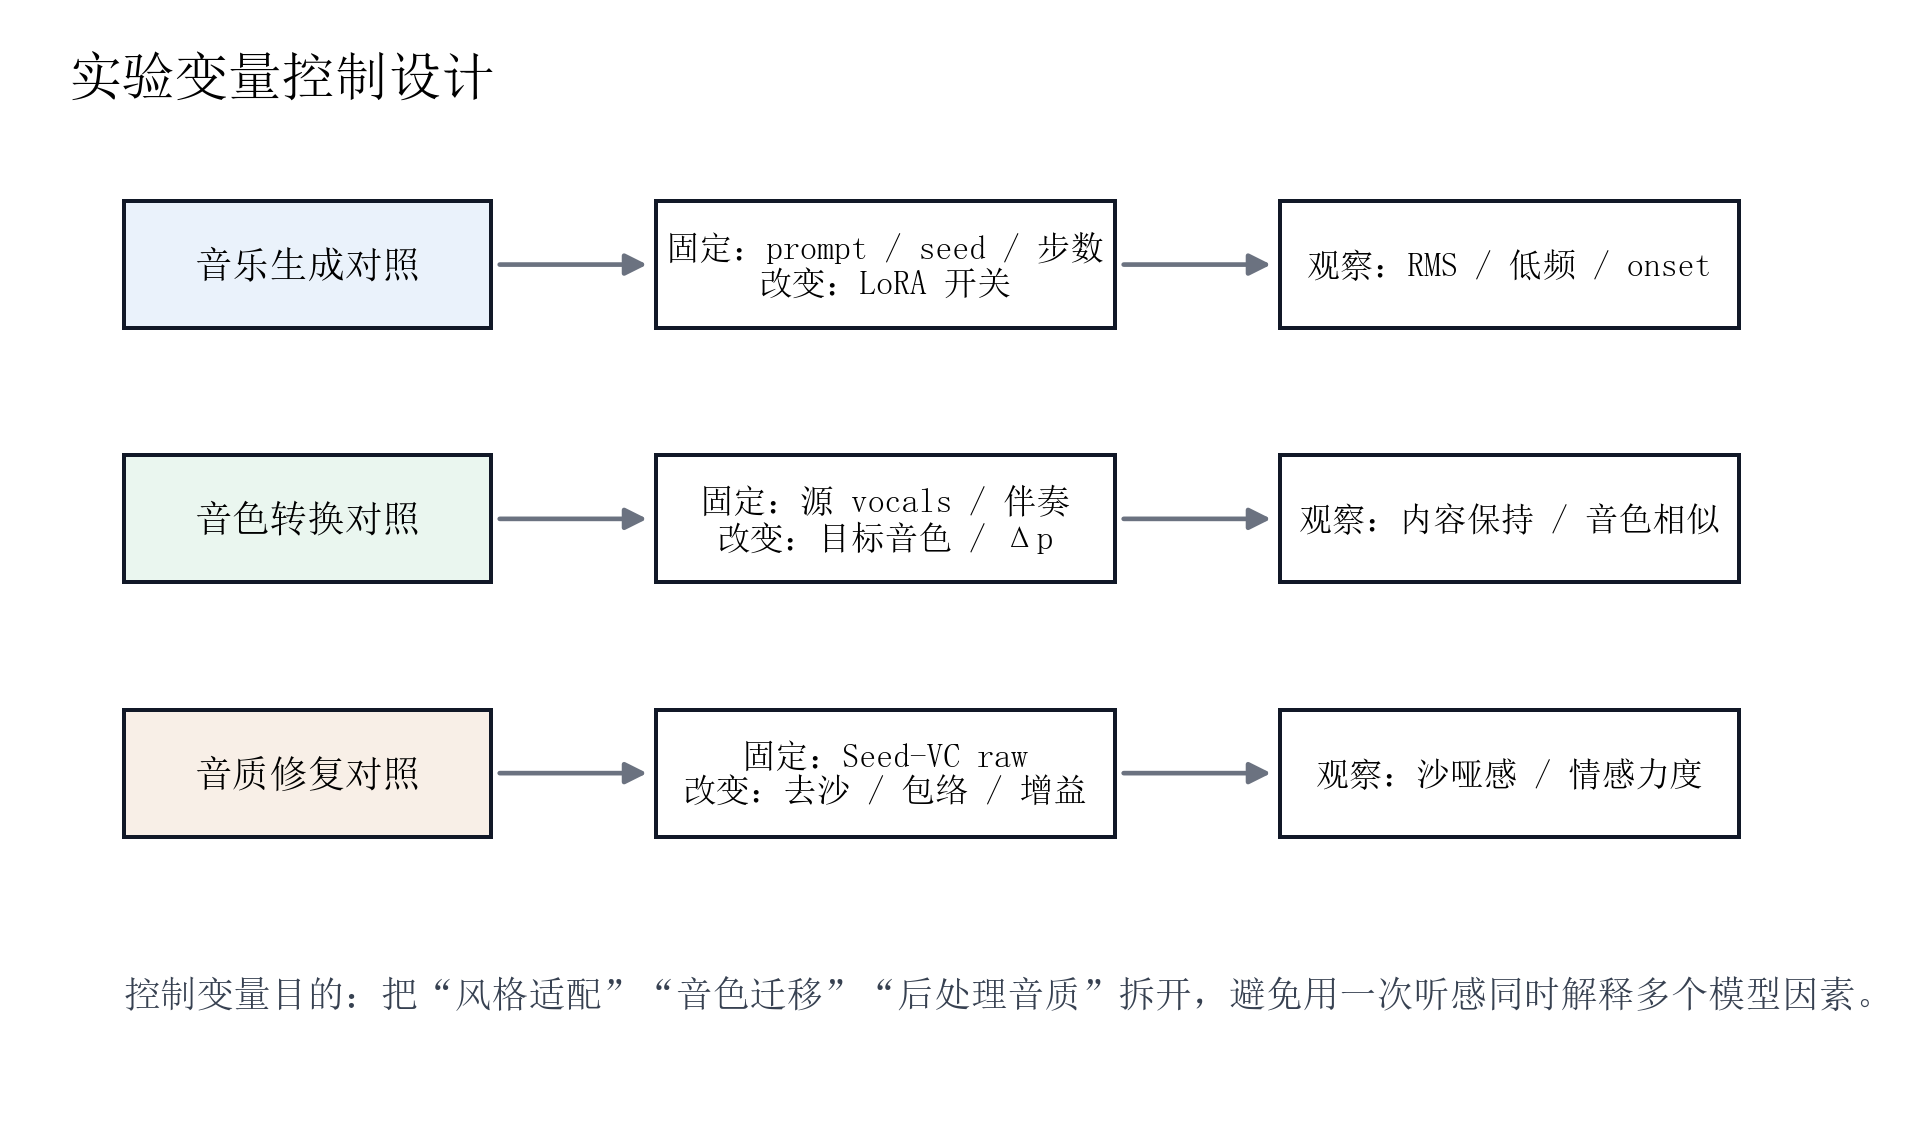 实验变量控制设计
音乐生成对照
固定：prompt / seed / 步数
改变：LoRA 开关
观察：RMS / 低频 / onset
音色转换对照
固定：源 vocals / 伴奏
改变：目标音色 / Δp
观察：内容保持 / 音色相似
音质修复对照
固定：Seed-VC raw
改变：去沙 / 包络 / 增益
观察：沙哑感 / 情感力度
控制变量目的：把“风格适配”“音色迁移”“后处理音质”拆开，避免用一次听感同时解释多个模型因素。